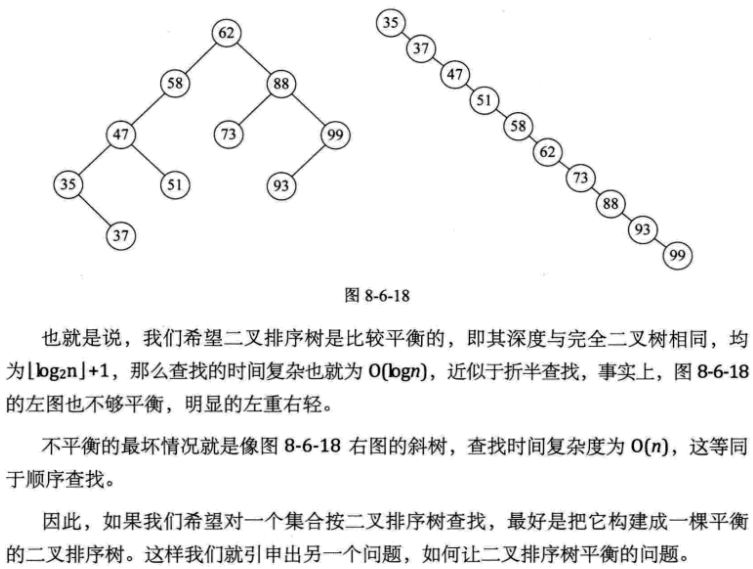 62
35
37
58
88
47
51
47
73
99
58
62
35
51
93
73
88
37
93
99
图 8-6-18
也就是说，我们希望二叉排序树是比较平衡的，即其深度与完全二叉树相同，均
为⌊log₂n⌋+1，那么查找的时间复杂也就为 O(logn)，近似于折半查找，事实上，图 8-6-18
的左图也不够平衡，明显的左重右轻。
不平衡的最坏情况就是像图 8-6-18 右图的斜树，查找时间复杂度为 O(n)，这等同
于顺序查找。
因此，如果我们希望对一个集合按二叉排序树查找，最好是把它构建成一棵平衡
的二叉排序树。这样我们就引申出另一个问题，如何让二叉排序树平衡的问题。